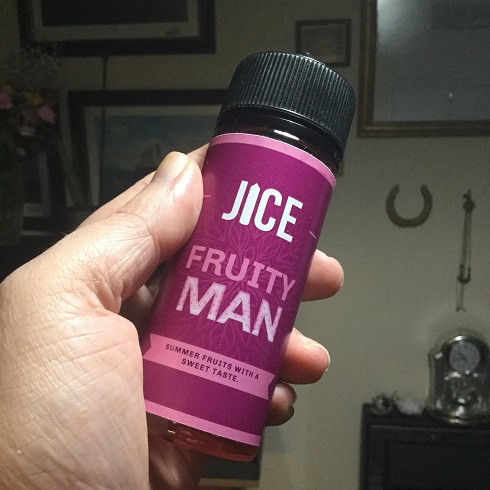 JICE
FRUITY
MAN
SUMMER FRUITS WITH A
SWEET TASTE.